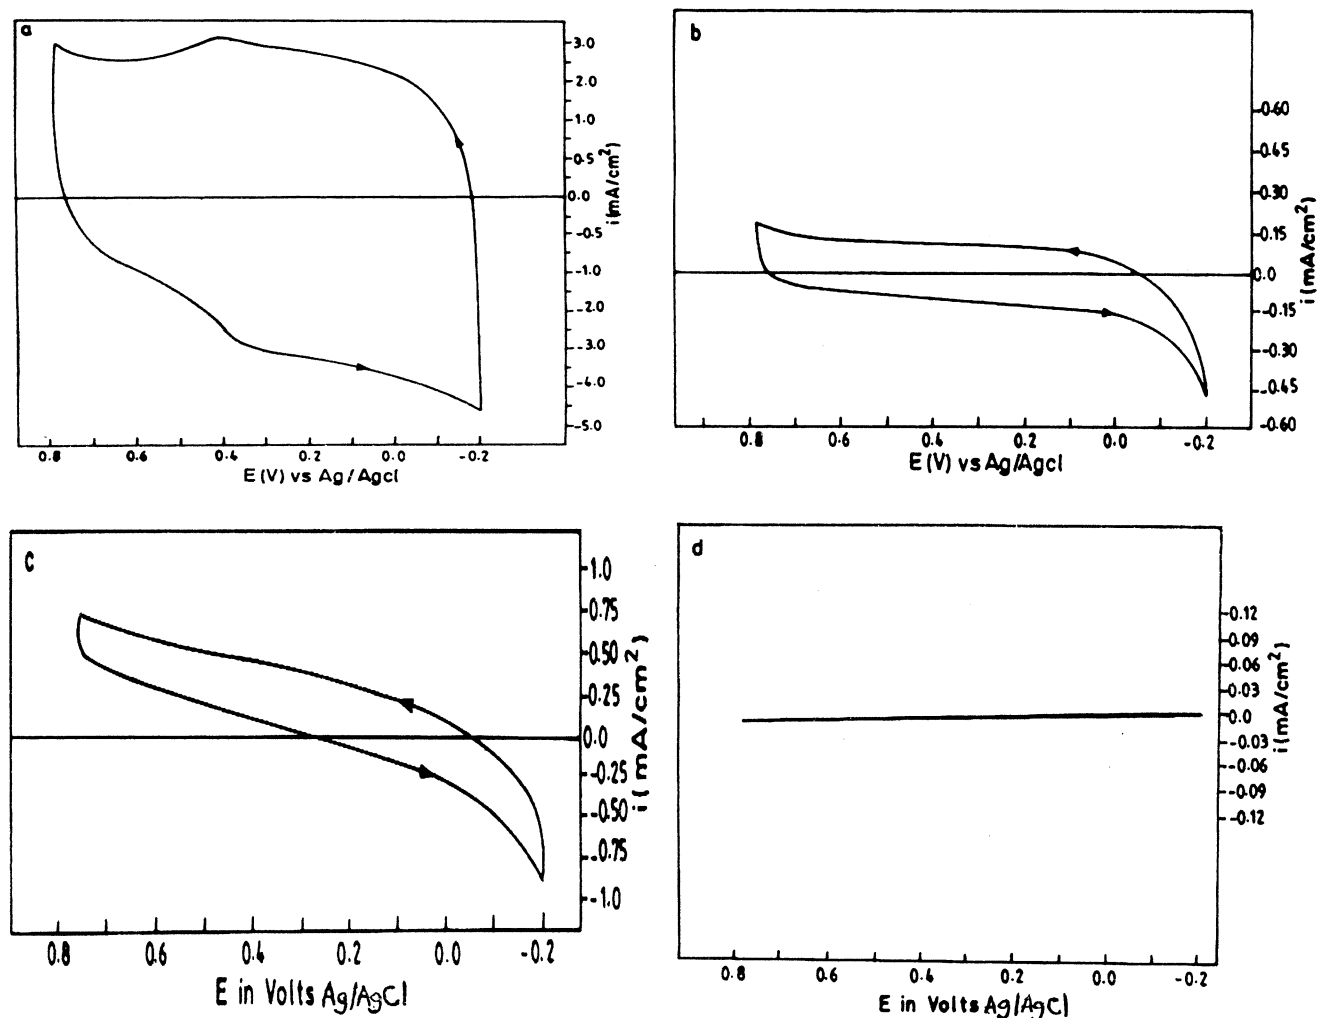 a
3.0
2.0
1.0
0.5
0.0
-0.5
-1.0
-2.0
-3.0
-4.0
-5.0
i(mA/cm²)
0.8 0.6 0.4 0.2 0.0 -0.2
E (V) vs Ag/Agcl
b
0.60
0.45
0.30
0.15
0.0
-0.15
-0.30
-0.45
-0.60
i (mA/cm²)
0.8 0.6 0.4 0.2 0.0 -0.2
E (V) vs Ag/Agcl
c
1.0
0.75
0.50
0.25
0.0
-0.25
-0.50
-0.75
-1.0
i( mA/cm²)
0.8 0.6 0.4 0.2 0.0 -0.2
E in Volts Ag/AgCl
d
0.12
0.09
0.06
0.03
0.0
-0.03
-0.06
-0.09
-0.12
i(mA/cm²)
0.8 0.6 0.4 0.2 0.0 -0.2
E in Volts Ag/AgCl